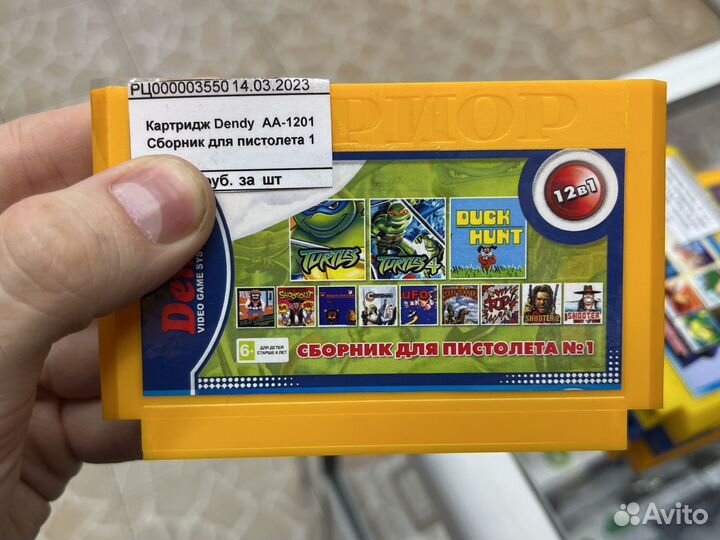 РЦ000003550 14.03.2023
Картридж Dendy AA-1201
Сборник для пистолета 1
руб. за шт
РИОР
12в1
Den
VIDEO GAME SYS
TURTLES
TURTLES 4
DUCK HUNT
SHOOTOUT
UFO
SHOOTER 2
SHOOTER
6+
ДЛЯ ДЕТЕЙ
СТАРШЕ 6 ЛЕТ
СБОРНИК ДЛЯ ПИСТОЛЕТА №1
Avito